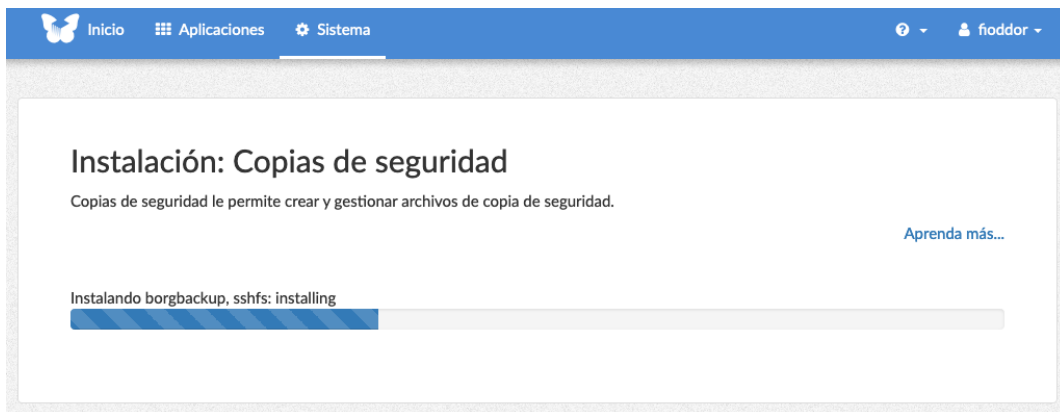 Inicio Aplicaciones Sistema fioddor
Instalación: Copias de seguridad
Copias de seguridad le permite crear y gestionar archivos de copia de seguridad.
Aprenda más...
Instalando borgbackup, sshfs: installing